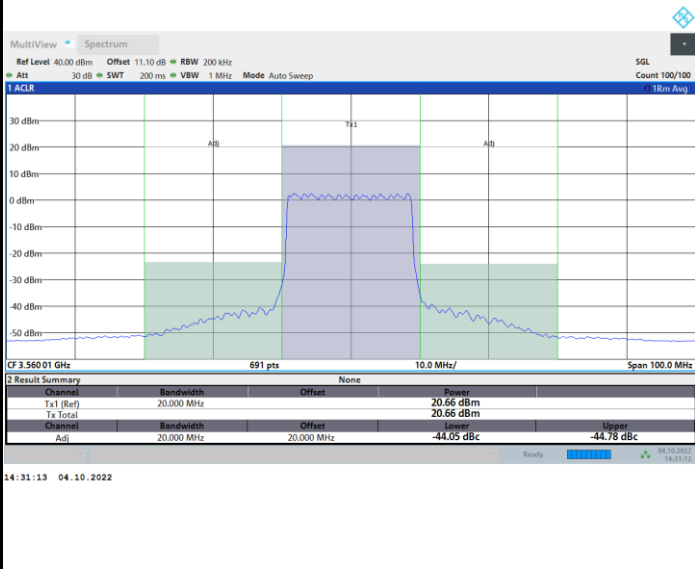 MultiView Spectrum
Ref Level 40.00 dBm Offset 11.10 dB RBW 200 kHz SGL
Att 30 dB SWT 200 ms VBW 1 MHz Mode Auto Sweep Count 100/100
1 ACLR 1Rm Avg
30 dBm
Tx1
20 dBm Adj Adj
10 dBm
0 dBm
-10 dBm
-20 dBm
-30 dBm
-40 dBm
-50 dBm
CF 3.56001 GHz 691 pts 10.0 MHz/ Span 100.0 MHz
2 Result Summary None
Channel Bandwidth Offset Power
Tx1 (Ref) 20.000 MHz 20.66 dBm
Tx Total 20.66 dBm
Channel Bandwidth Offset Lower Upper
Adj 20.000 MHz 20.000 MHz -44.05 dBc -44.78 dBc
Ready 04.10.2022
14:31:12
14:31:13 04.10.2022